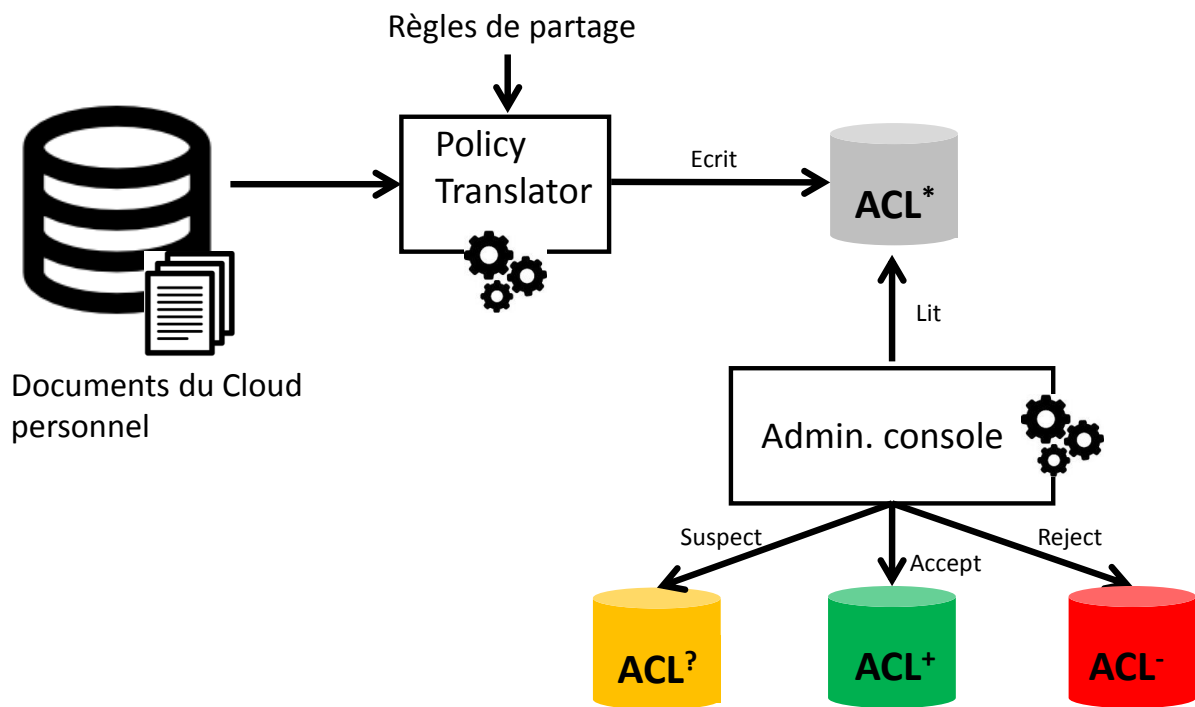 Règles de partage
Policy
Translator
Ecrit
ACL*
Documents du Cloud
personnel
Lit
Admin. console
Suspect
Accept
Reject
ACL?
ACL+
ACL-